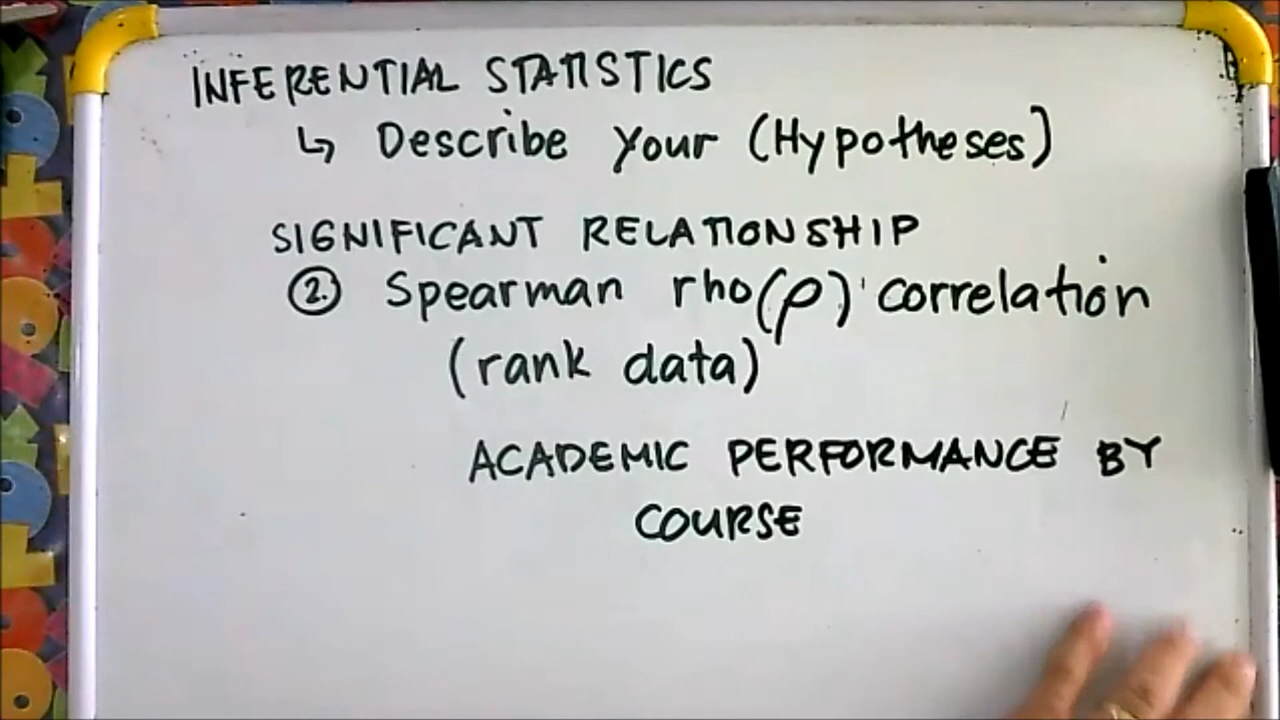 INFERENTIAL STATISTICS
↳ Describe your (Hypotheses)
SIGNIFICANT RELATIONSHIP
②. Spearman rho(ρ) correlation
(rank data)
ACADEMIC PERFORMANCE BY
COURSE